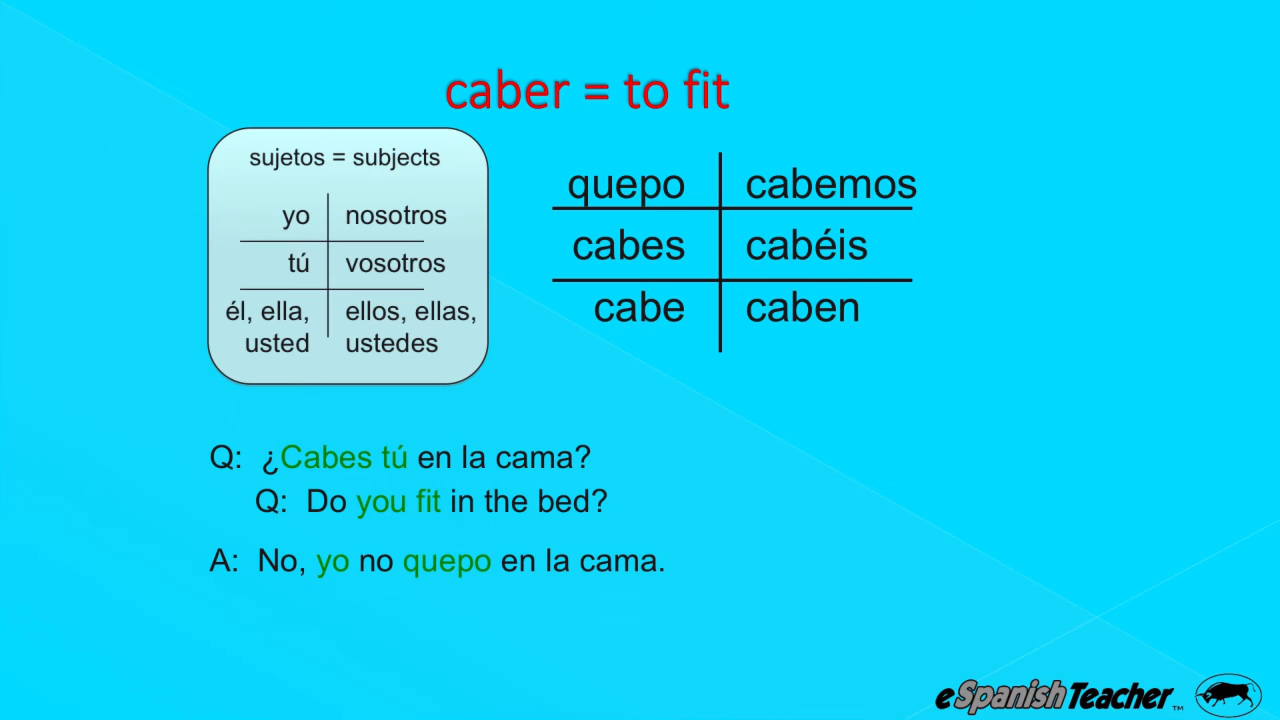 caber = to fit
sujetos = subjects
yo nosotros
tú vosotros
él, ella, ellos, ellas,
usted ustedes
quepo cabemos
cabes cabéis
cabe caben
Q: ¿Cabes tú en la cama?
Q: Do you fit in the bed?
A: No, yo no quepo en la cama.
eSpanishTeacher™